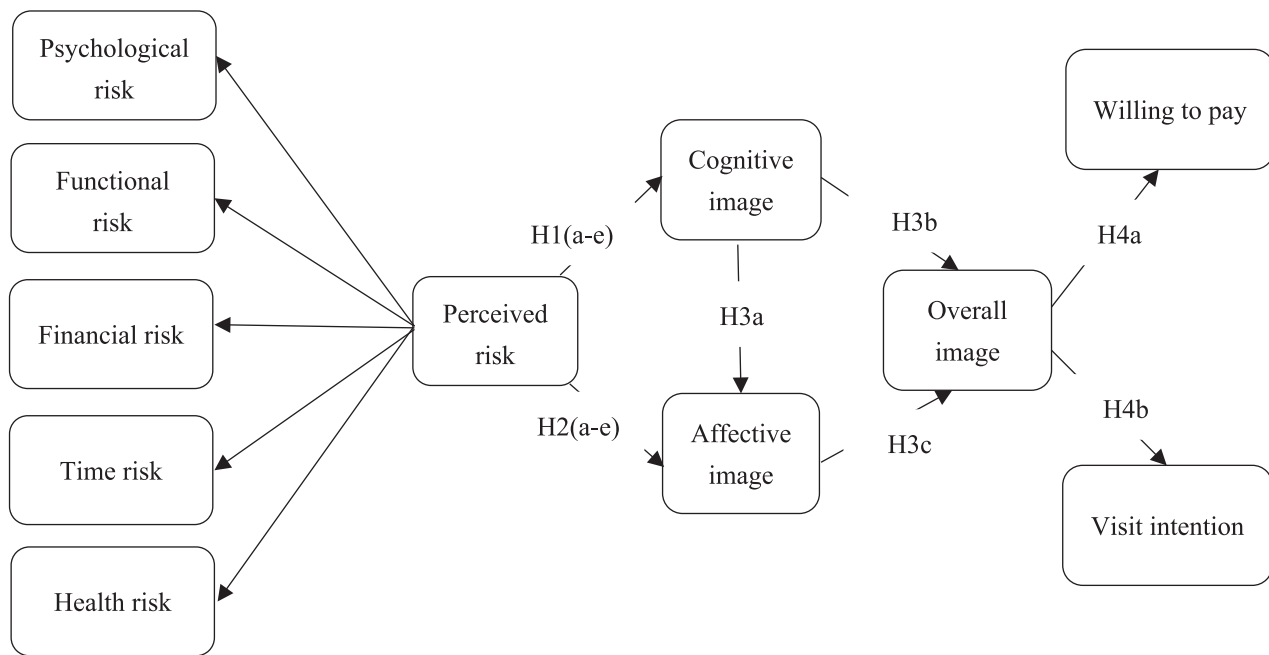 Psychological
risk
Functional
risk
Financial risk
Time risk
Health risk
Perceived
risk
H1(a-e)
H2(a-e)
Cognitive
image
H3a
Affective
image
H3b
H3c
Overall
image
H4a
H4b
Willing to pay
Visit intention